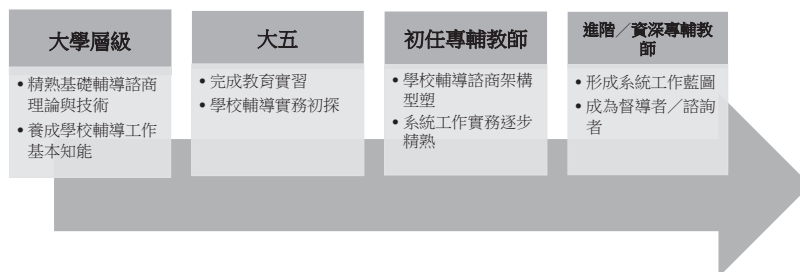 大學層級
• 精熟基礎輔導諮商
理論與技術
• 養成學校輔導工作
基本知能
大五
• 完成教育實習
• 學校輔導實務初探
初任專輔教師
• 學校輔導諮商架構
型塑
• 系統工作實務逐步
精熟
進階／資深專輔教
師
• 形成系統工作藍圖
• 成為督導者／諮詢
者